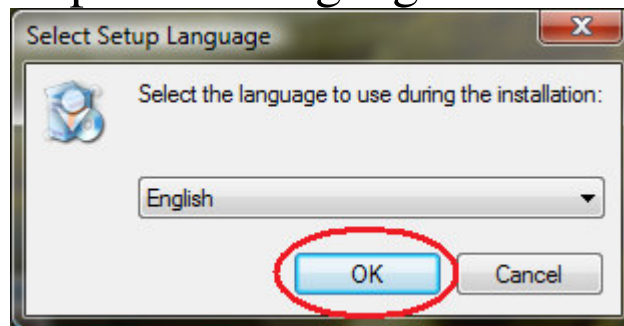 Select Setup Language
Select the language to use during the installation:
English
OK
Cancel